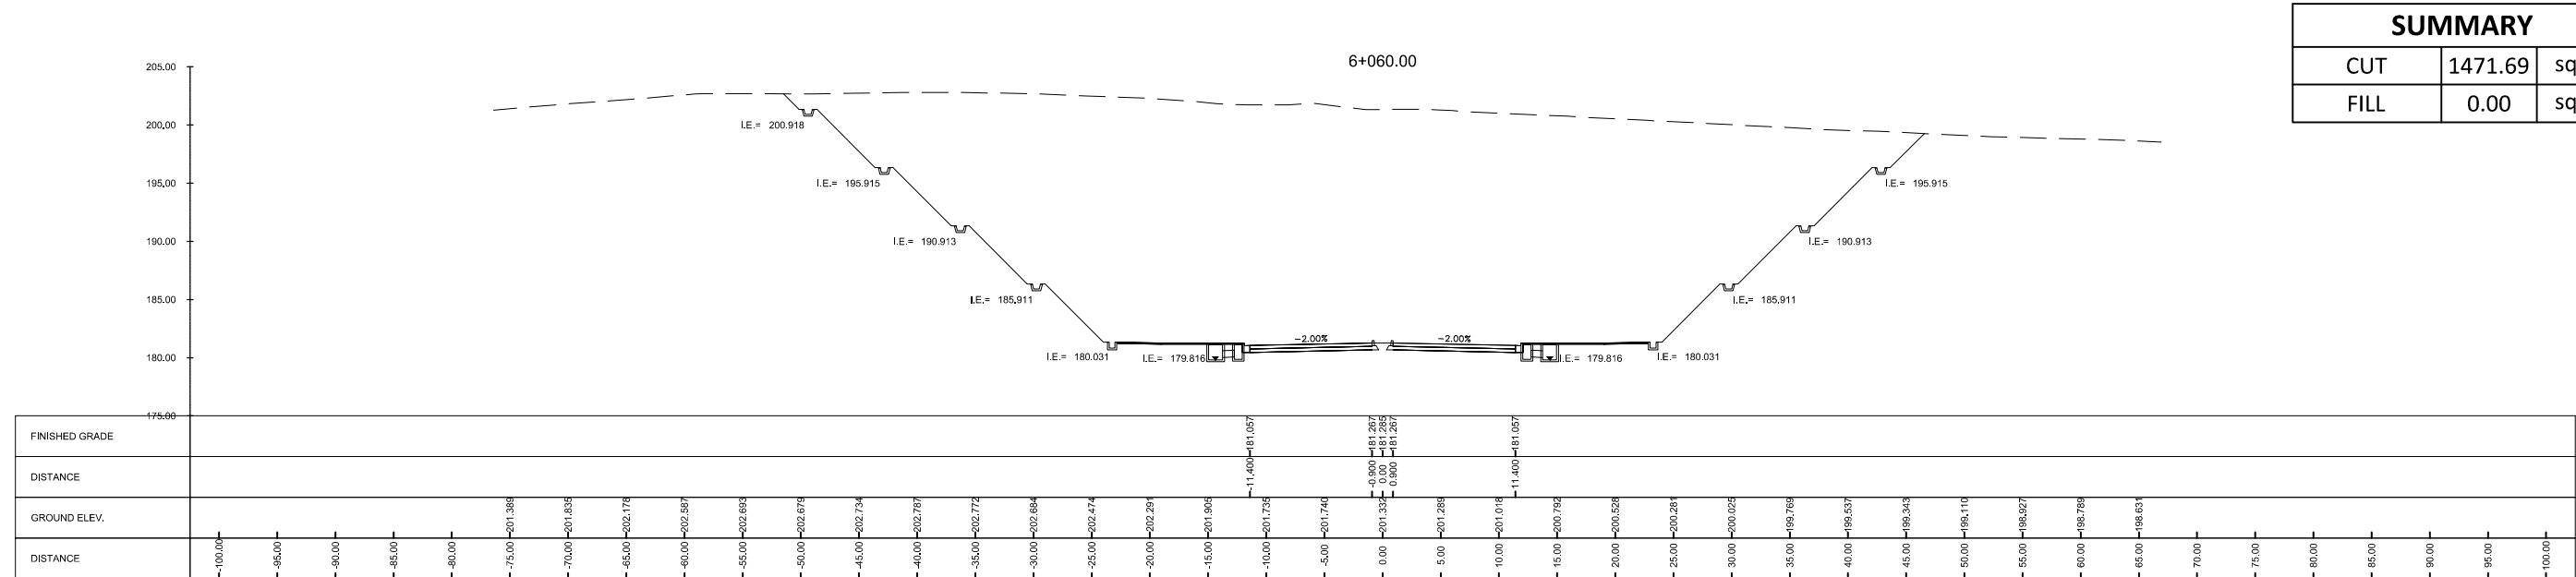 SUMMARY
CUT 1471.69 sq
FILL 0.00 sq
6+060.00
205.00
200.00
195.00
190.00
185.00
180.00
175.00
I.E.= 200.918
I.E.= 195.915
I.E.= 190.913
I.E.= 185.911
I.E.= 180.031
I.E.= 179.816
-2.00%
-2.00%
I.E.= 179.816
I.E.= 180.031
I.E.= 185.911
I.E.= 190.913
I.E.= 195.915
FINISHED GRADE 181.057 181.267 181.285 181.267 181.057
DISTANCE -11.400 -0.900 0.00 0.900 11.400
GROUND ELEV. 201.389 201.835 202.178 202.587 202.693 202.679 202.734 202.787 202.772 202.684 202.474 202.291 201.905 201.735 201.740 201.332 201.289 201.018 200.792 200.528 200.281 200.025 199.769 199.537 199.343 199.110 198.927 198.789 198.631
DISTANCE -100.00 -95.00 -90.00 -85.00 -80.00 -75.00 -70.00 -65.00 -60.00 -55.00 -50.00 -45.00 -40.00 -35.00 -30.00 -25.00 -20.00 -15.00 -10.00 -5.00 0.00 5.00 10.00 15.00 20.00 25.00 30.00 35.00 40.00 45.00 50.00 55.00 60.00 65.00 70.00 75.00 80.00 85.00 90.00 95.00 100.00